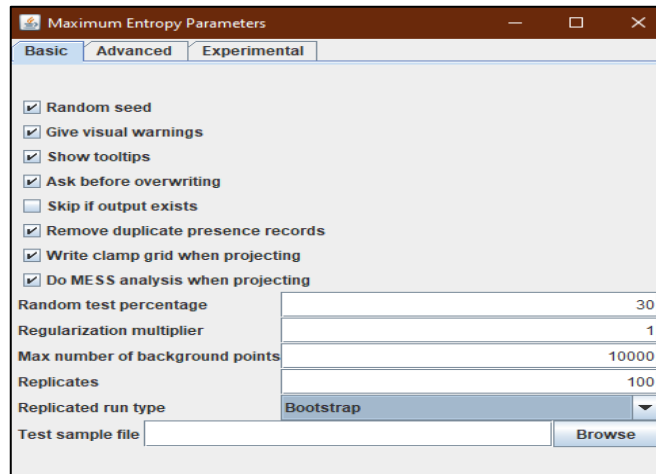 Maximum Entropy Parameters
Basic Advanced Experimental
Random seed
Give visual warnings
Show tooltips
Ask before overwriting
Skip if output exists
Remove duplicate presence records
Write clamp grid when projecting
Do MESS analysis when projecting
Random test percentage 30
Regularization multiplier 1
Max number of background points 10000
Replicates 100
Replicated run type Bootstrap
Test sample file Browse